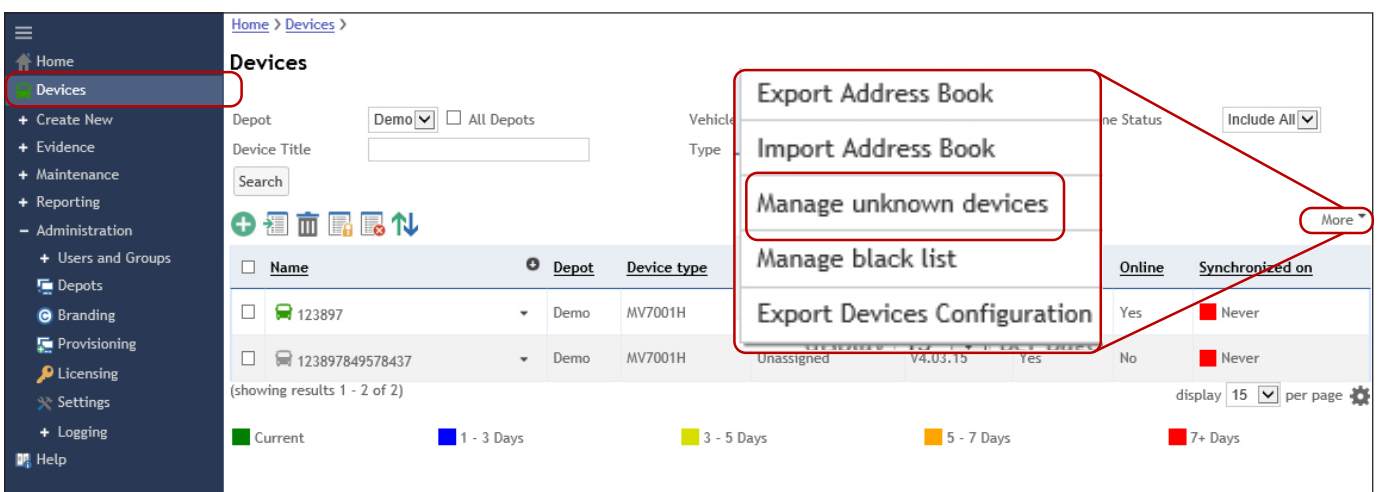 Home > Devices >
Home
Devices
Create New
Evidence
Maintenance
Reporting
Administration
Users and Groups
Depots
Branding
Provisioning
Licensing
Settings
Logging
Help
Devices
Depot Demo All Depots Vehicle Status Include All
Device Title Type
Search
More
Export Address Book
Import Address Book
Manage unknown devices
Manage black list
Export Devices Configuration
Name Depot Device type Online Synchronized on
123897 Demo MV7001H Yes Never
123897849578437 Demo MV7001H Unassigned V4.03.15 Yes No Never
(showing results 1 - 2 of 2) display 15 per page
Current 1 - 3 Days 3 - 5 Days 5 - 7 Days 7+ Days